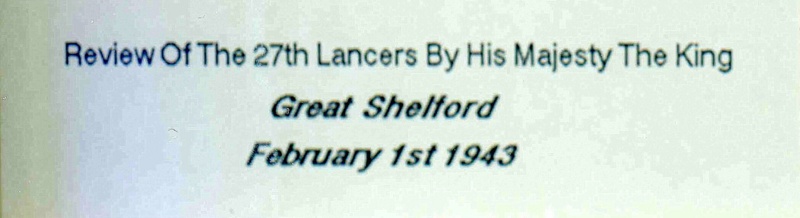 Review Of The 27th Lancers By His Majesty The King
Great Shelford
February 1st 1943